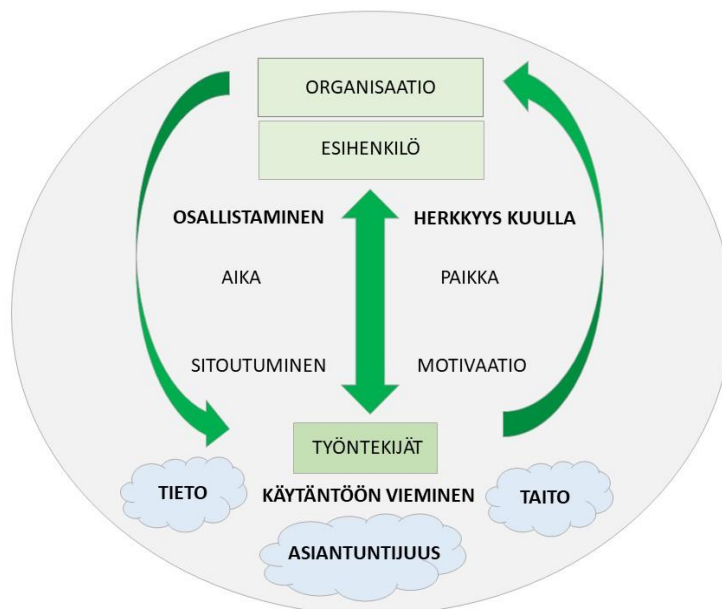 ORGANISAATIO
ESIHENKILÖ
OSALLISTAMINEN
HERKKYYS KUULLA
AIKA
PAIKKA
SITOUTUMINEN
MOTIVAATIO
TYÖNTEKIJÄT
TIETO
KÄYTÄNTÖÖN VIEMINEN
TAITO
ASIANTUNTIJUUS